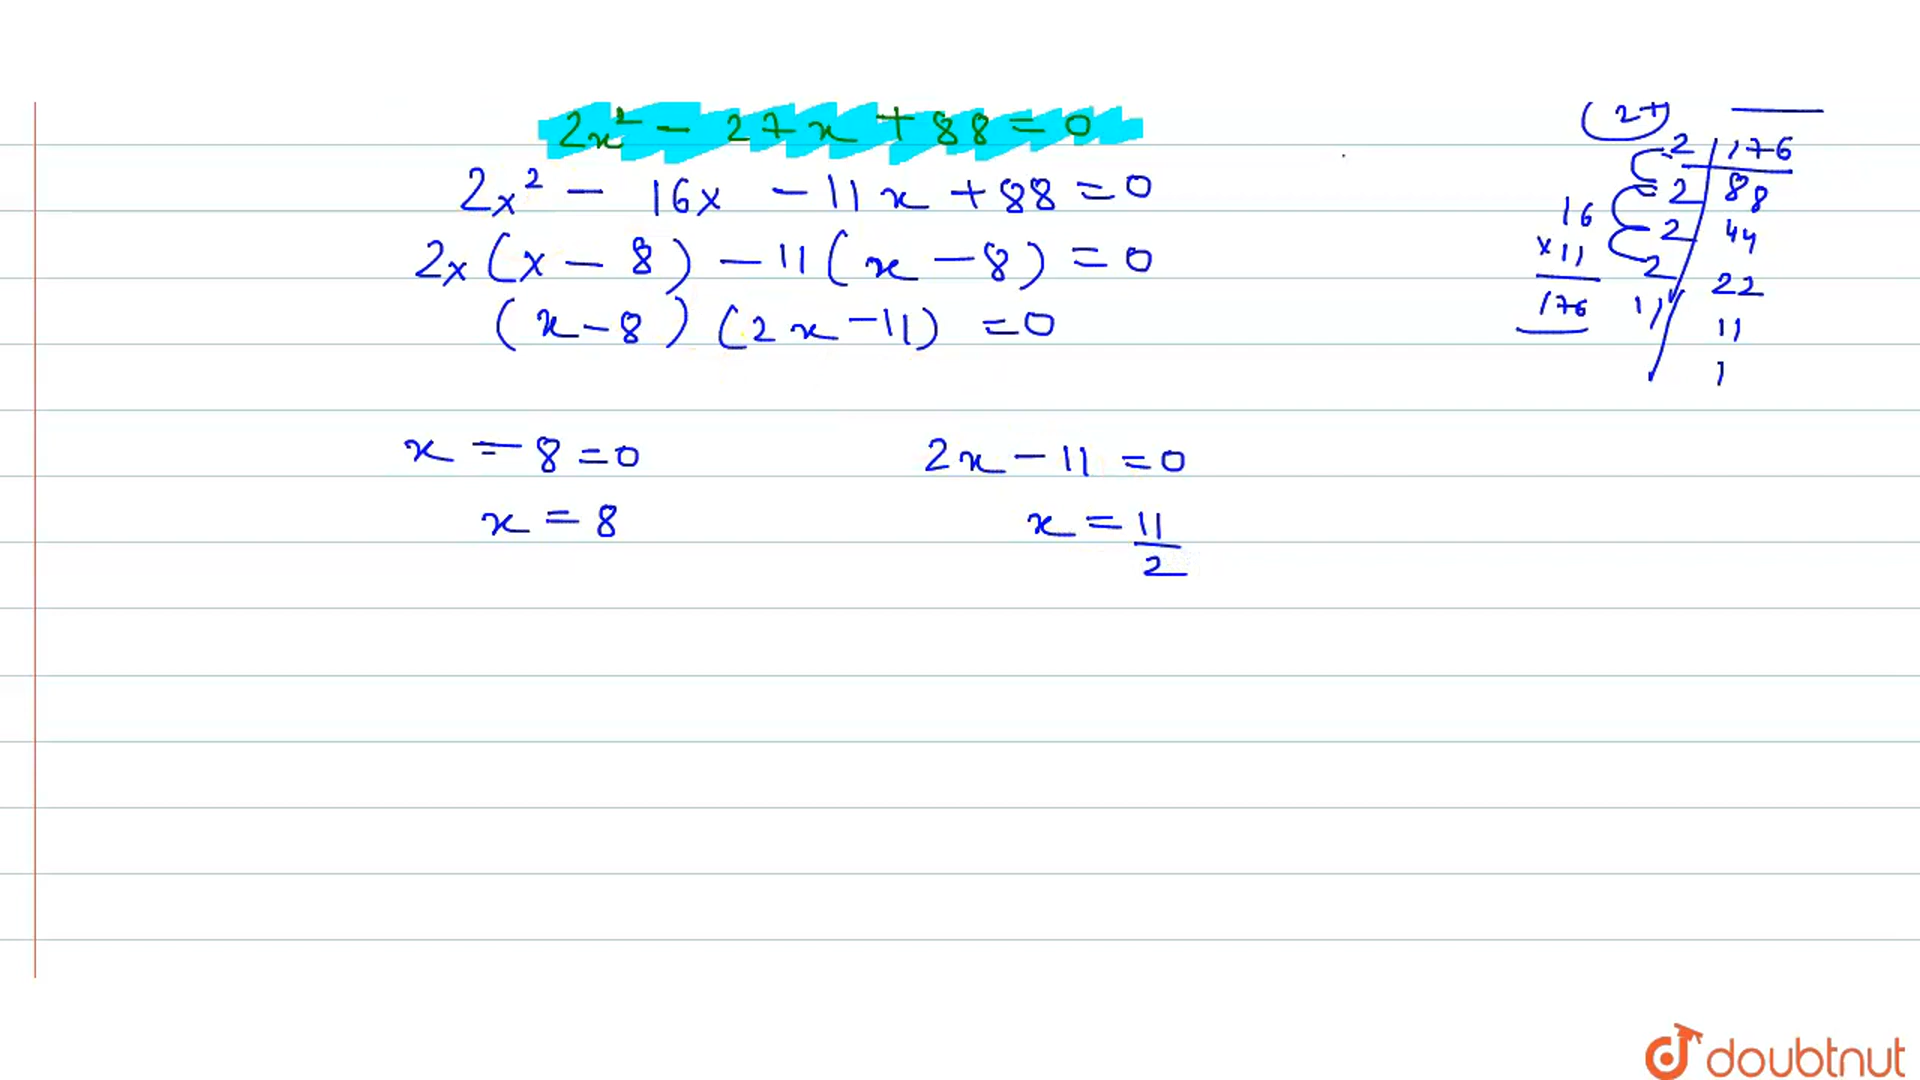 2x² - 27x + 88 = 0
2x² - 16x - 11x + 88 = 0
2x (x - 8) - 11 (x - 8) = 0
(x - 8) (2x - 11) = 0
x - 8 = 0
x = 8
2x - 11 = 0
x = 11/2
16
x 11
176
2 | 176
2 | 88
2 | 44
2 | 22
11 | 11
1
doubtnut